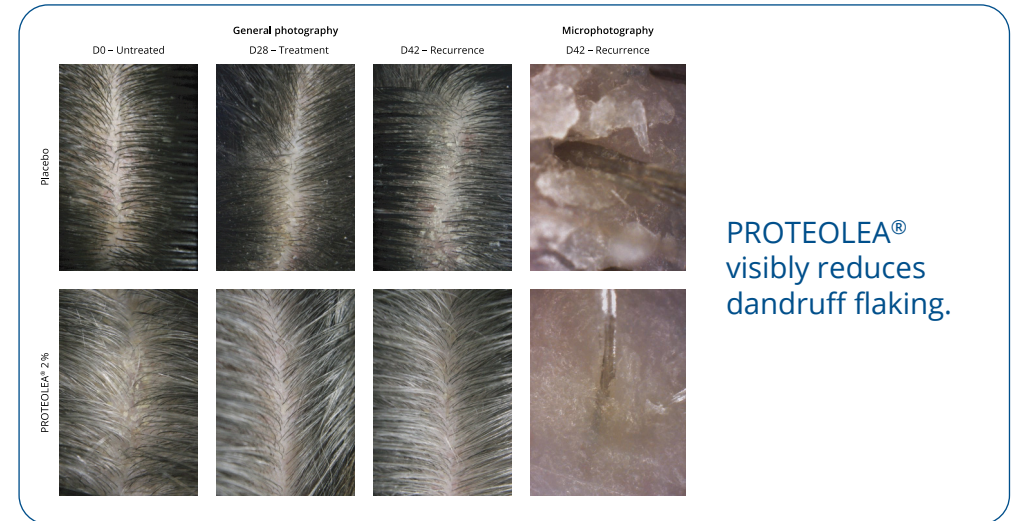 General photography
Microphotography
D0 – Untreated
D28 – Treatment
D42 – Recurrence
D42 – Recurrence
Placebo
PROTEOLEA® 2 %
PROTEOLEA®
visibly reduces
dandruff flaking.